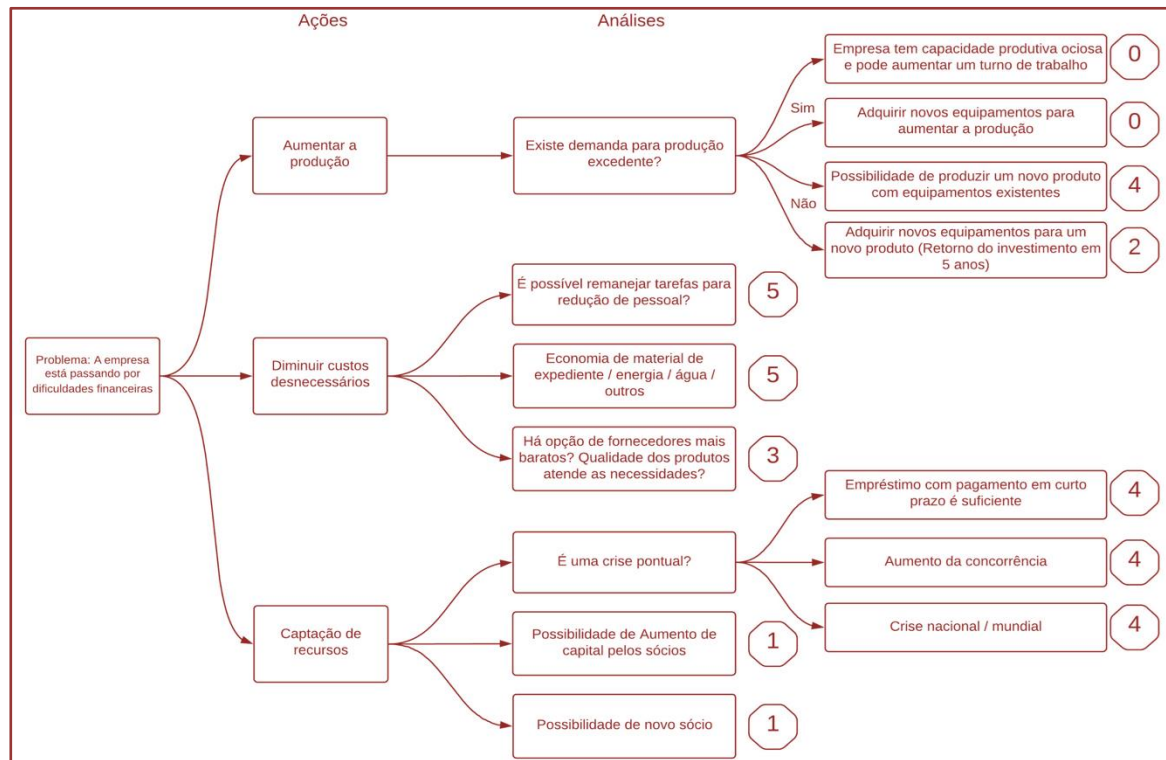 Ações
Análises
Empresa tem capacidade produtiva ociosa
e pode aumentar um turno de trabalho
0
Sim
Adquirir novos equipamentos para
aumentar a produção
0
Aumentar a
produção
Existe demanda para produção
excedente?
Possibilidade de produzir um novo produto
com equipamentos existentes
4
Não
Adquirir novos equipamentos para um
novo produto (Retorno do investimento em
5 anos)
2
É possível remanejar tarefas para
redução de pessoal?
5
Problema: A empresa
está passando por
dificuldades financeiras
Diminuir custos
desnecessários
Economia de material de
expediente / energia / água /
outros
5
Há opção de fornecedores mais
baratos? Qualidade dos produtos
atende as necessidades?
3
Empréstimo com pagamento em curto
prazo é suficiente
4
É uma crise pontual?
Aumento da concorrência
4
Crise nacional / mundial
4
Captação de
recursos
Possibilidade de Aumento de
capital pelos sócios
1
Possibilidade de novo sócio
1